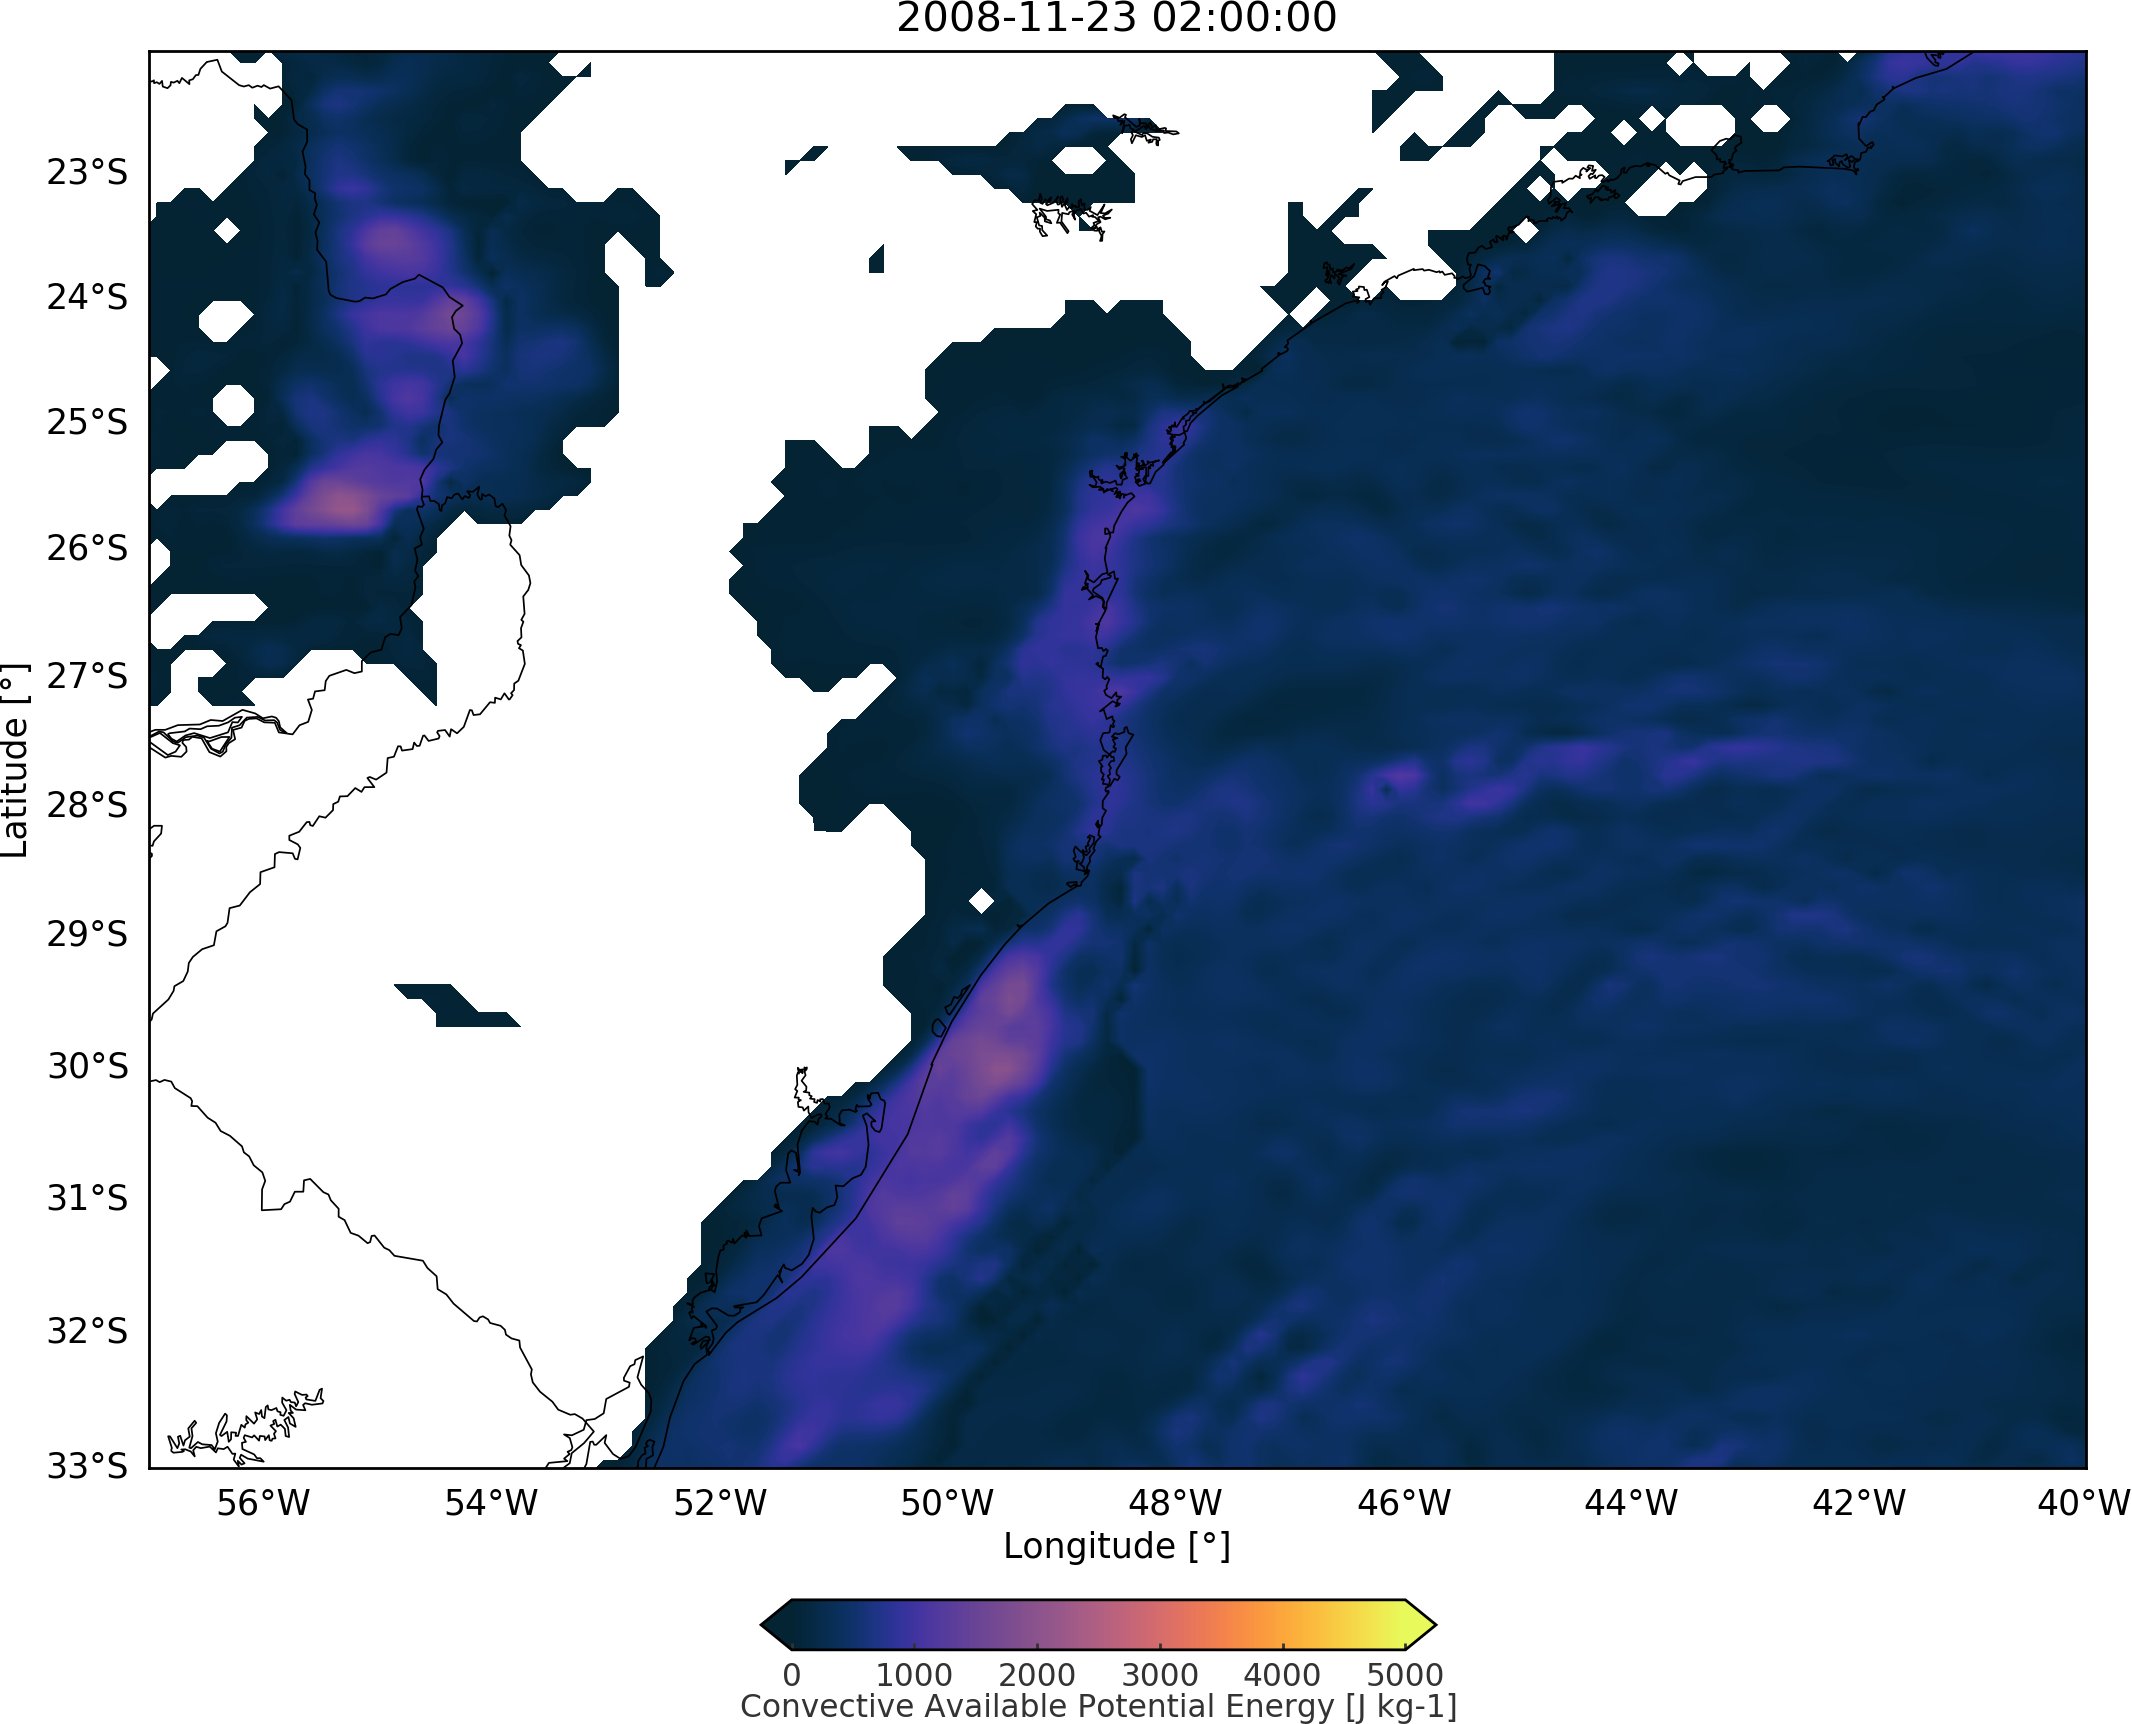 2008-11-23 02:00:00
23°S
24°S
25°S
26°S
27°S
28°S
29°S
30°S
31°S
32°S
33°S
Latitude [°]
56°W 54°W 52°W 50°W 48°W 46°W 44°W 42°W 40°W
Longitude [°]
0 1000 2000 3000 4000 5000
Convective Available Potential Energy [J kg-1]